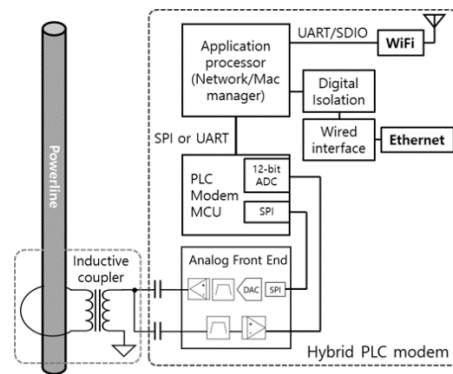 UART/SDIO
WiFi
Application
processor
(Network/Mac
manager)
Digital
Isolation
Wired
interface
Ethernet
SPI or UART
Powerline
PLC
Modem
MCU
12-bit
ADC
SPI
Inductive
coupler
Analog Front End
DAC
SPI
Hybrid PLC modem